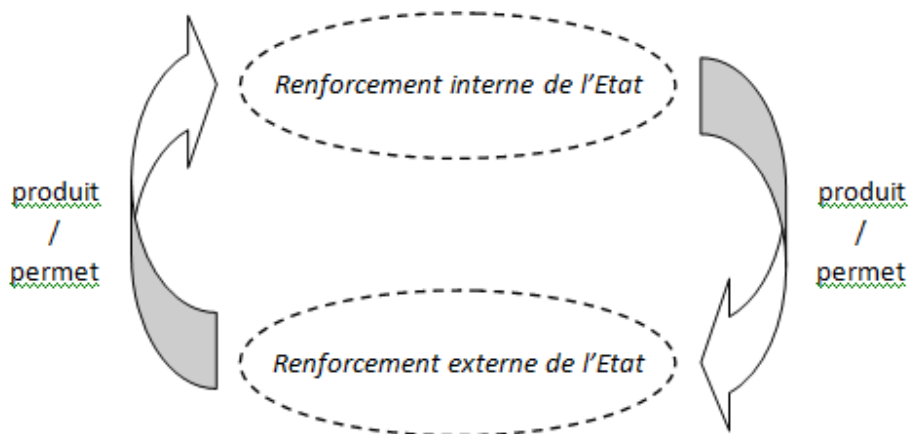 Renforcement interne de l'Etat
produit
/
permet
produit
/
permet
Renforcement externe de l'Etat